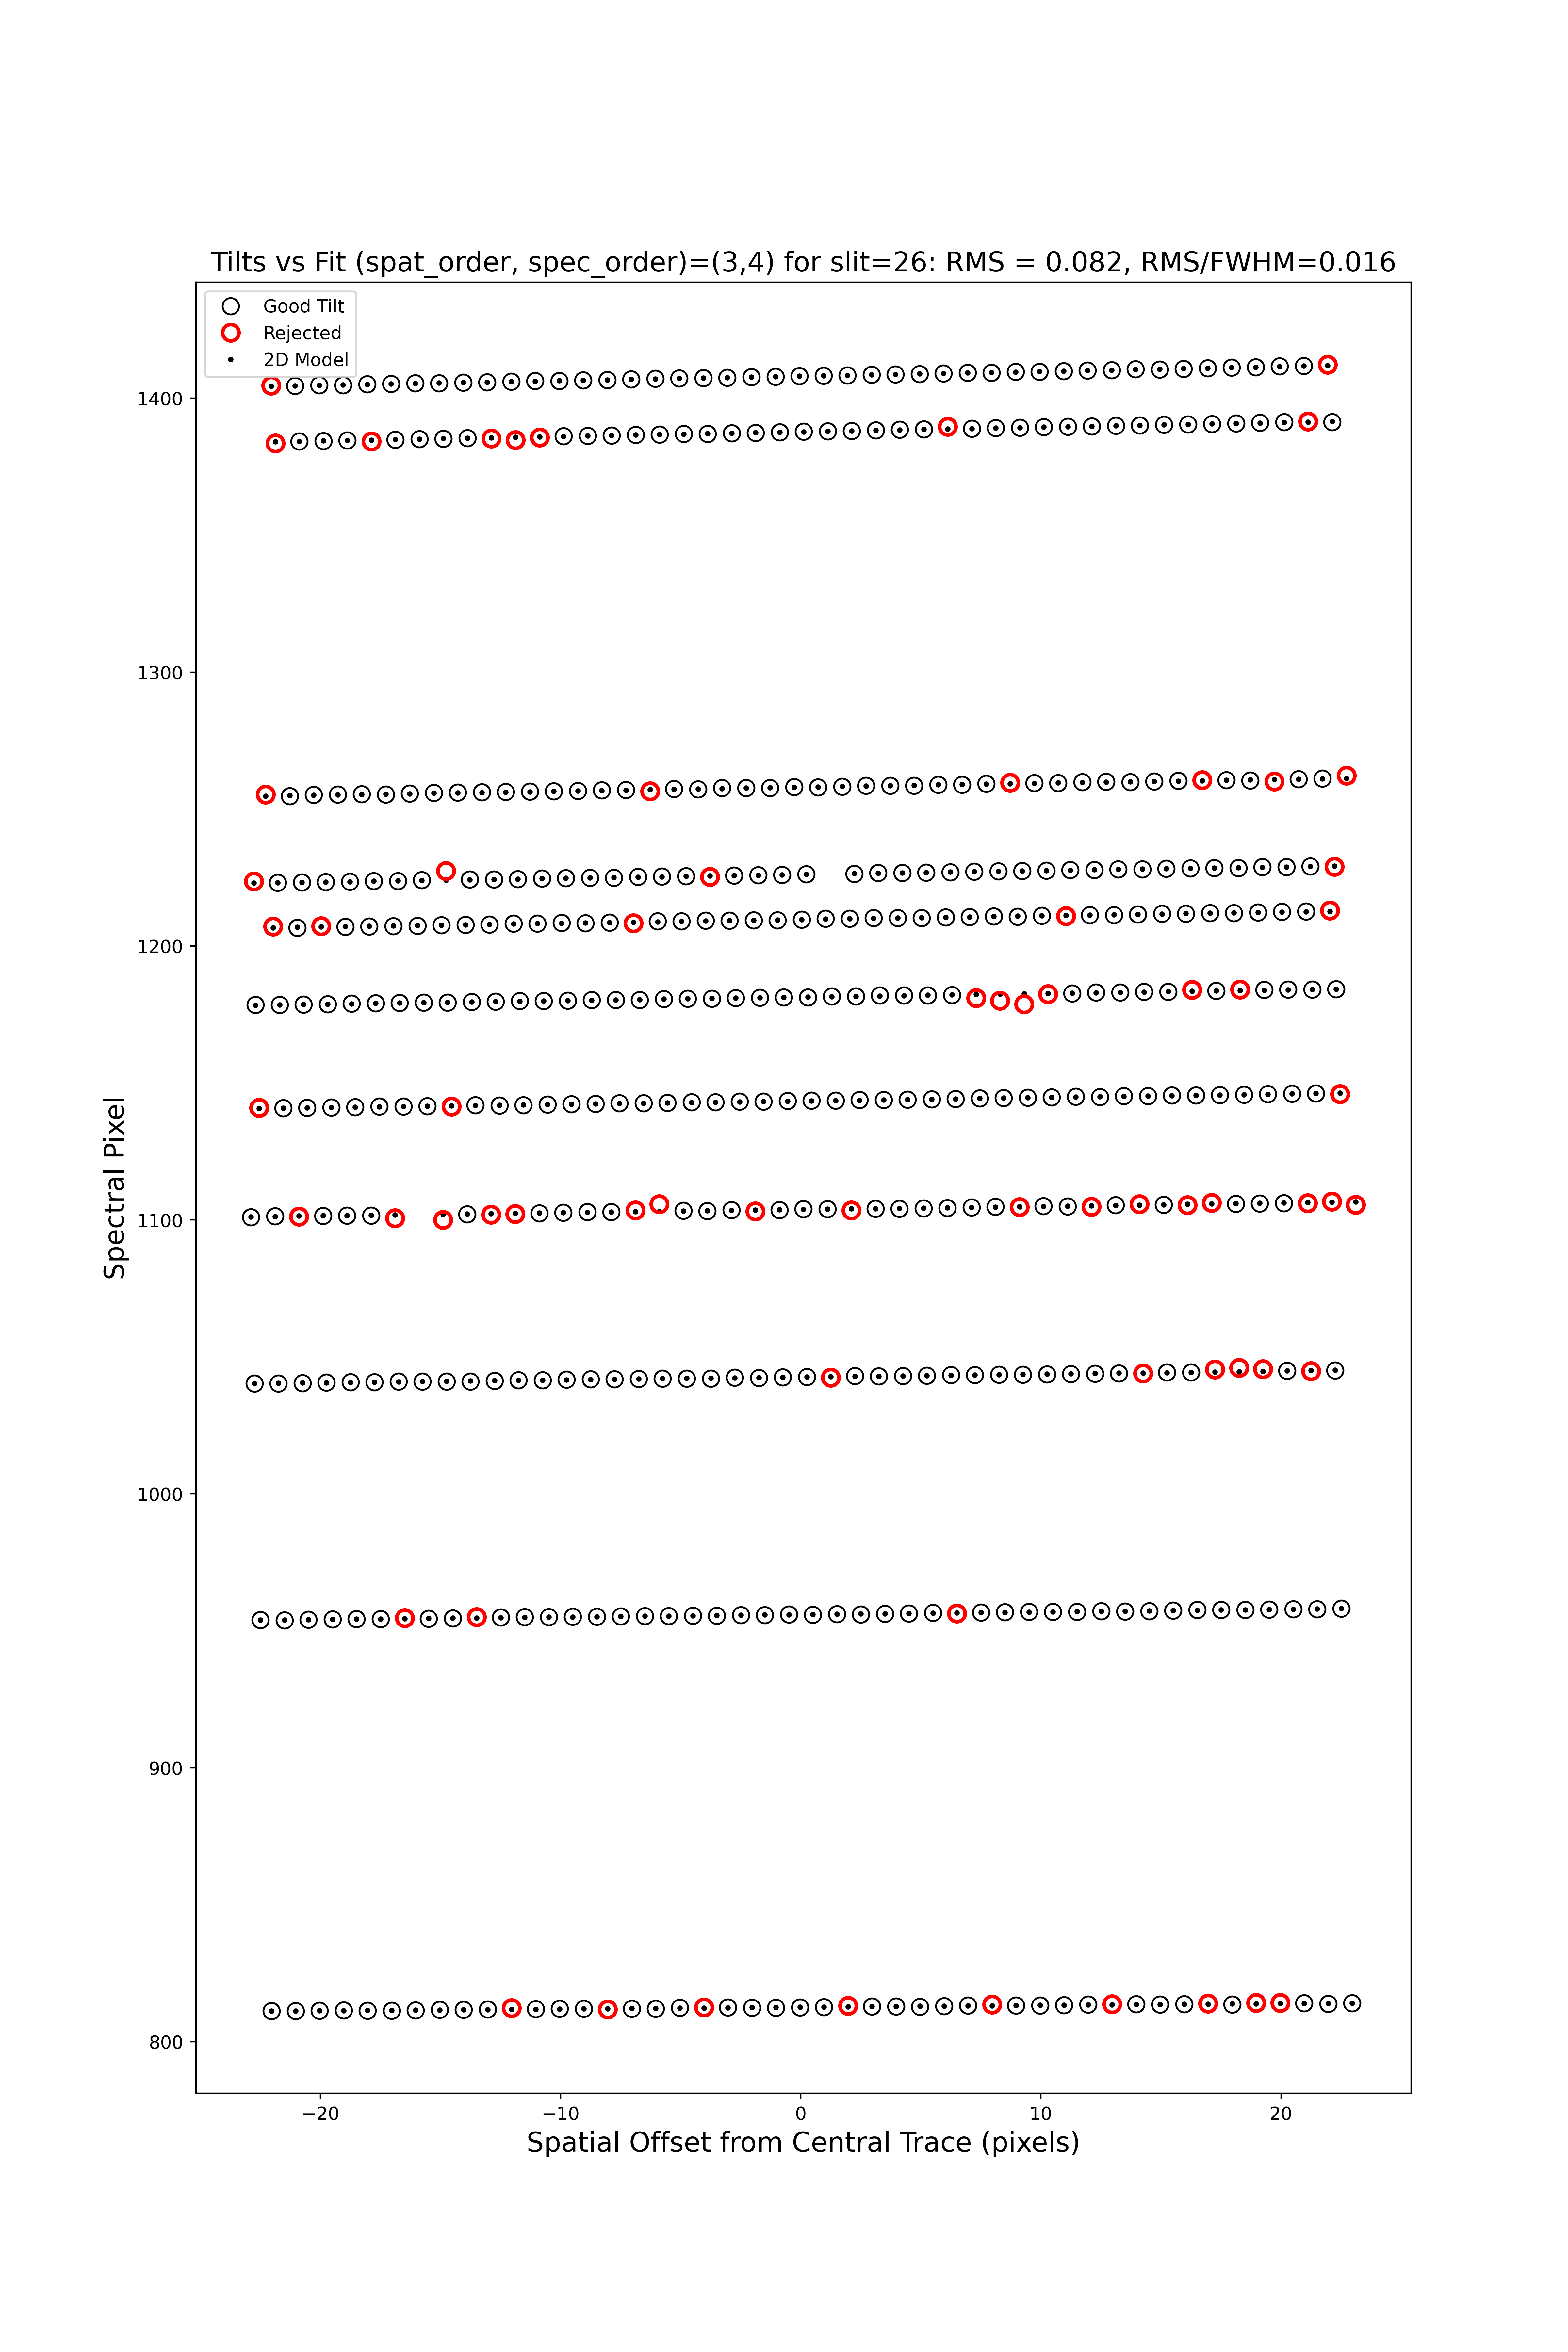 Tilts vs Fit (spat_order, spec_order)=(3,4) for slit=26: RMS = 0.082, RMS/FWHM=0.016
Good Tilt
Rejected
2D Model
1400
1300
1200
1100
1000
900
800
Spectral Pixel
−20 −10 0 10 20
Spatial Offset from Central Trace (pixels)